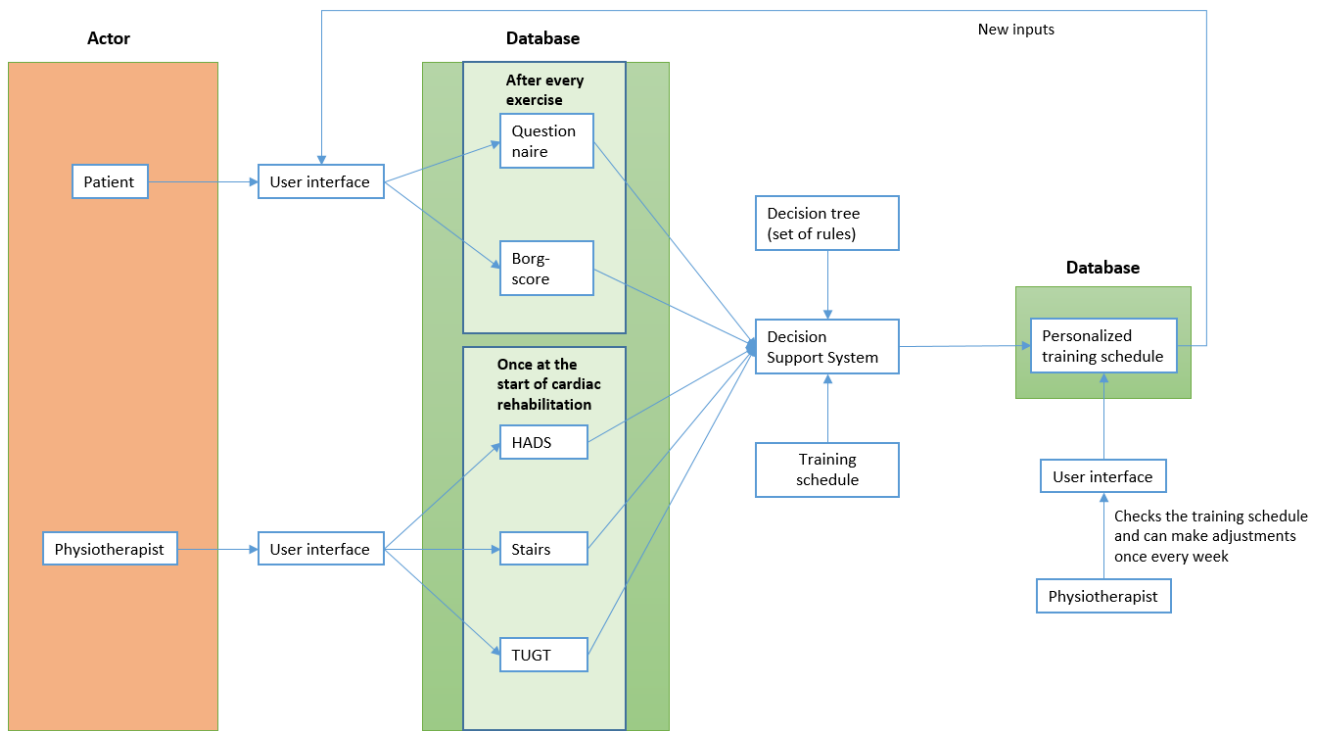 New inputs
Actor
Database
After every
exercise
Question
naire
Patient
User interface
Decision tree
(set of rules)
Borg-
score
Database
Decision
Support System
Personalized
training schedule
Once at the
start of cardiac
rehabilitation
HADS
Training
schedule
User interface
Checks the training schedule
and can make adjustments
once every week
Physiotherapist
User interface
Stairs
Physiotherapist
TUGT